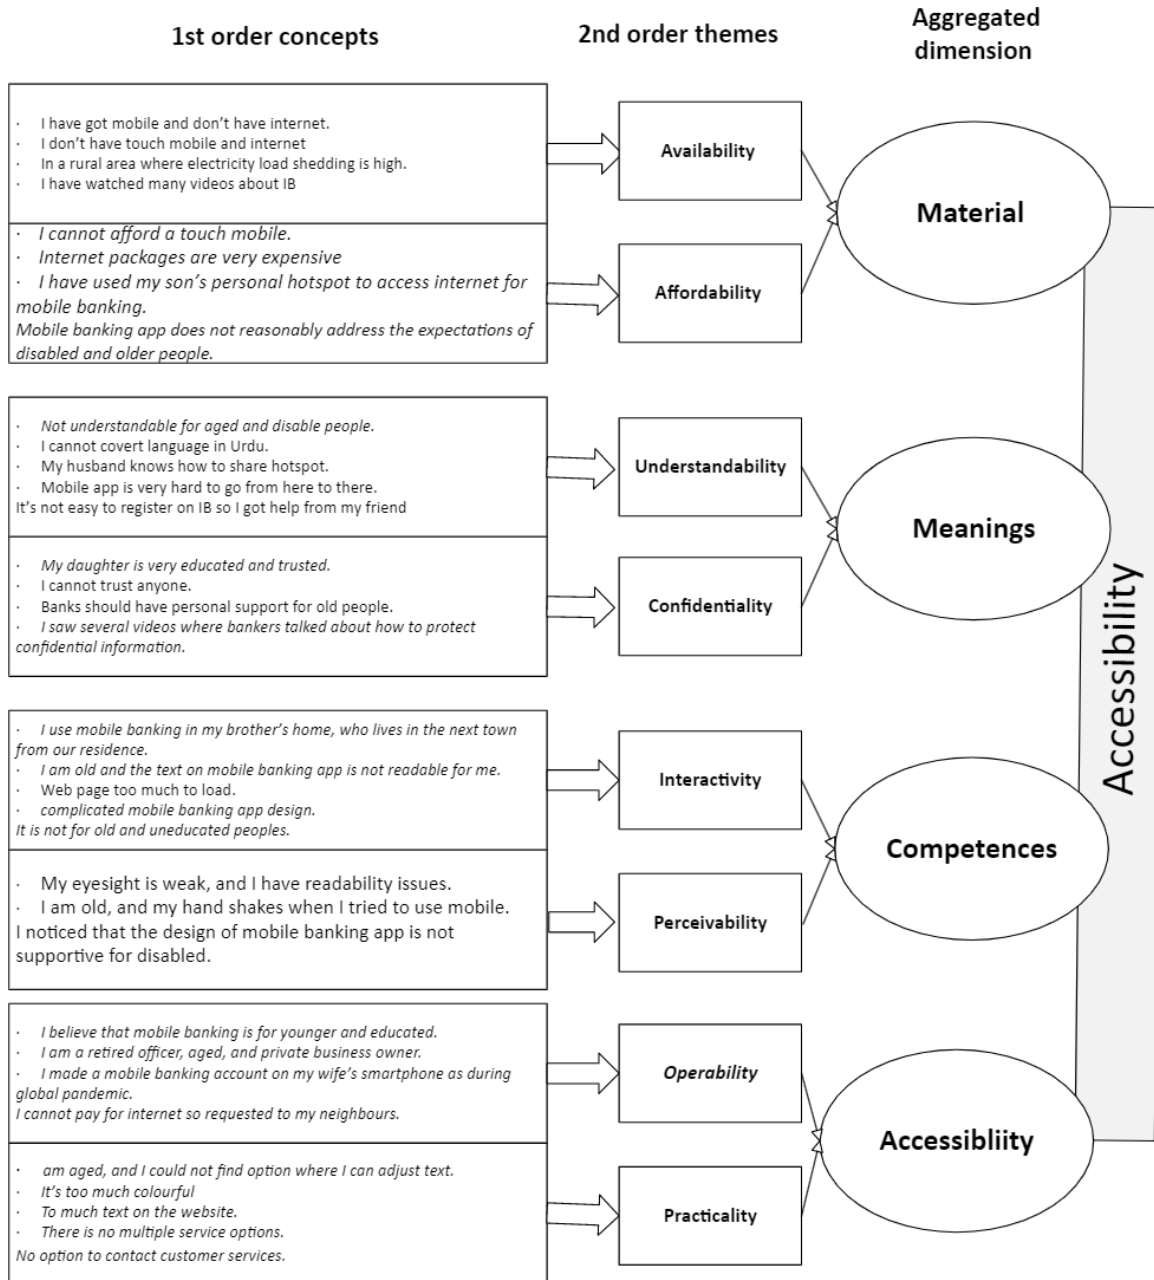 1st order concepts
2nd order themes
Aggregated
dimension
· I have got mobile and don't have internet.
· I don't have touch mobile and internet
· In a rural area where electricity load shedding is high.
· I have watched many videos about IB
Availability
· I cannot afford a touch mobile.
· Internet packages are very expensive
· I have used my son's personal hotspot to access internet for
mobile banking.
Mobile banking app does not reasonably address the expectations of
disabled and older people.
Affordability
Material
· Not understandable for aged and disable people.
· I cannot covert language in Urdu.
· My husband knows how to share hotspot.
· Mobile app is very hard to go from here to there.
It's not easy to register on IB so I got help from my friend
Understandability
· My daughter is very educated and trusted.
· I cannot trust anyone.
· Banks should have personal support for old people.
· I saw several videos where bankers talked about how to protect
confidential information.
Confidentiality
Meanings
· I use mobile banking in my brother's home, who lives in the next town
from our residence.
· I am old and the text on mobile banking app is not readable for me.
· Web page too much to load.
· complicated mobile banking app design.
It is not for old and uneducated peoples.
Interactivity
· My eyesight is weak, and I have readability issues.
· I am old, and my hand shakes when I tried to use mobile.
I noticed that the design of mobile banking app is not
supportive for disabled.
Perceivability
Competences
· I believe that mobile banking is for younger and educated.
· I am a retired officer, aged, and private business owner.
· I made a mobile banking account on my wife's smartphone as during
global pandemic.
I cannot pay for internet so requested to my neighbours.
Operability
· am aged, and I could not find option where I can adjust text.
· It's too much colourful
· To much text on the website.
· There is no multiple service options.
No option to contact customer services.
Practicality
Accessibliity
Accessibility